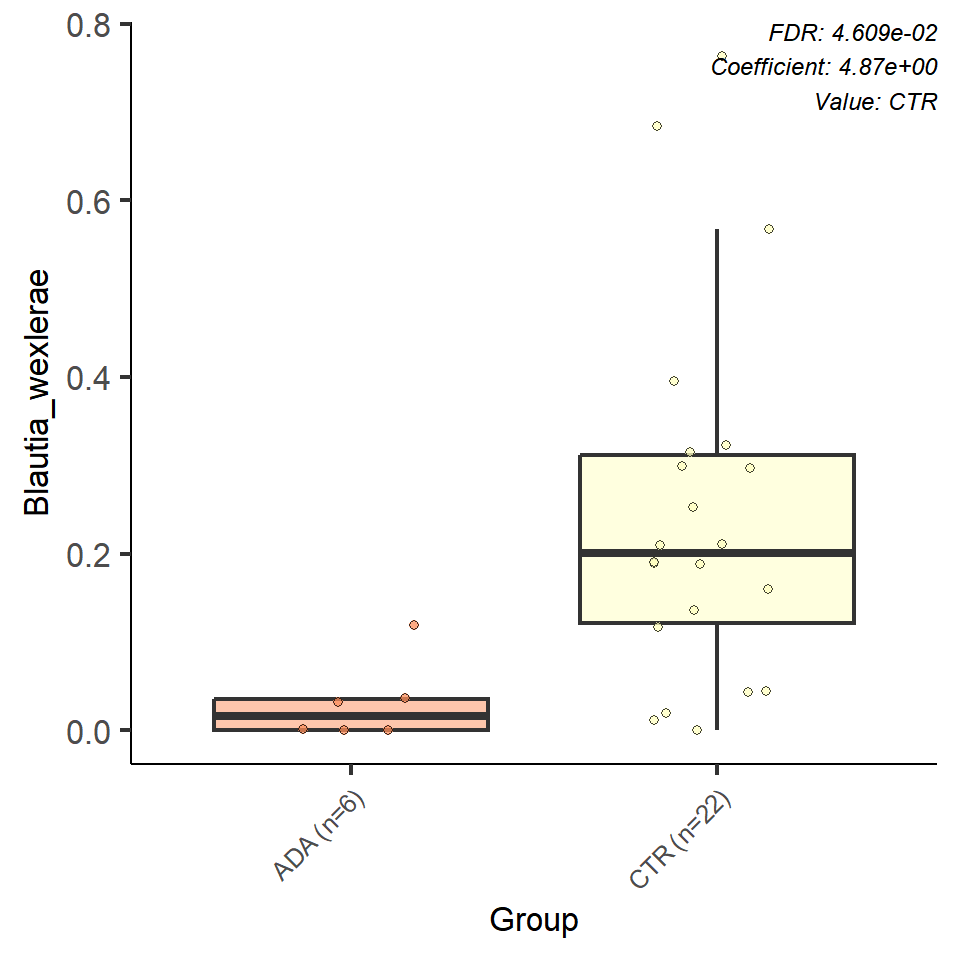 FDR: 4.609e-02
Coefficient: 4.87e+00
Value: CTR
0.8
0.6
0.4
0.2
0.0
Blautia_wexlerae
ADA (n=6)
CTR (n=22)
Group